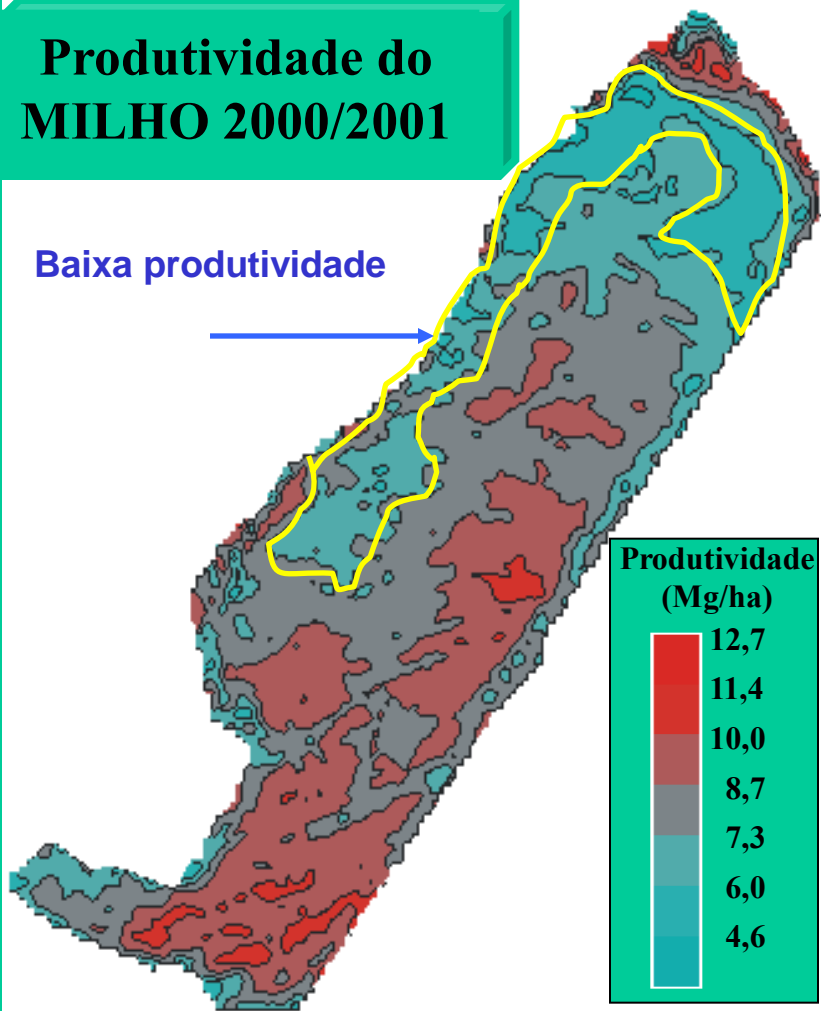 Produtividade do
MILHO 2000/2001
Baixa produtividade
Produtividade
(Mg/ha)
12,7
11,4
10,0
8,7
7,3
6,0
4,6